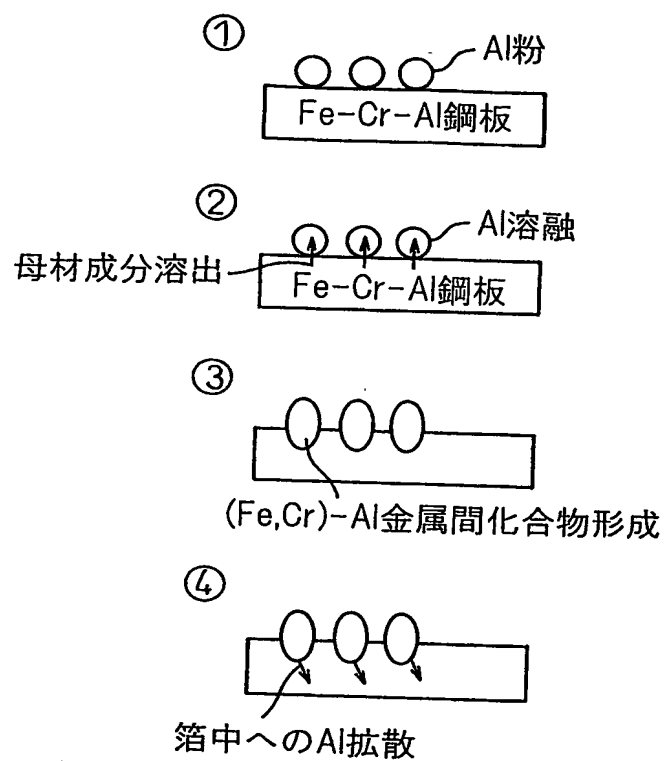 ①
Al粉
Fe-Cr-Al鋼板
②
Al溶融
母材成分溶出
Fe-Cr-Al鋼板
③
(Fe,Cr)-Al金属間化合物形成
④
箔中へのAl拡散